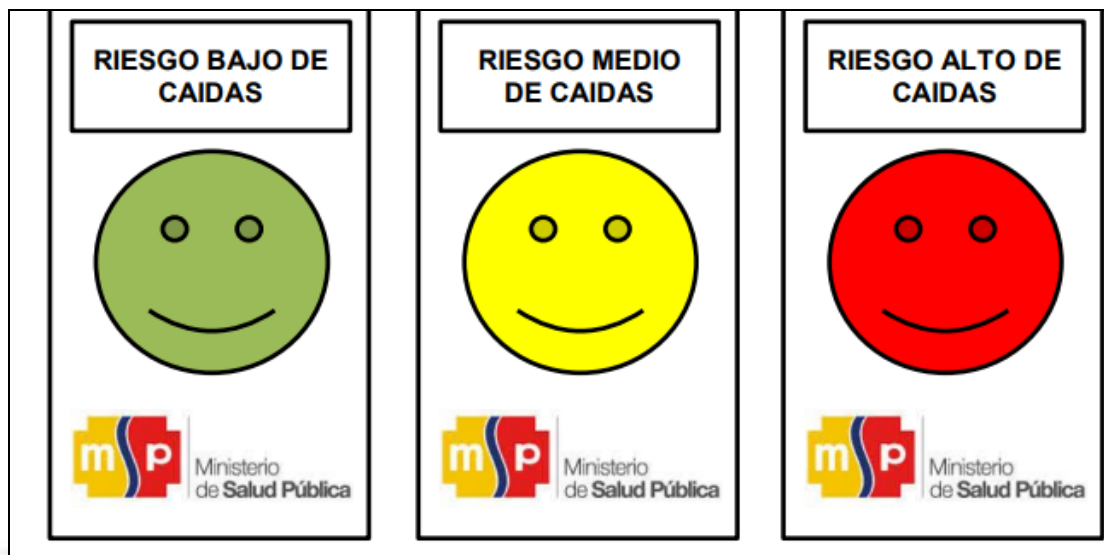 RIESGO BAJO DE
CAIDAS
msp
Ministerio
de Salud Pública
RIESGO MEDIO
DE CAIDAS
msp
Ministerio
de Salud Pública
RIESGO ALTO DE
CAIDAS
msp
Ministerio
de Salud Pública